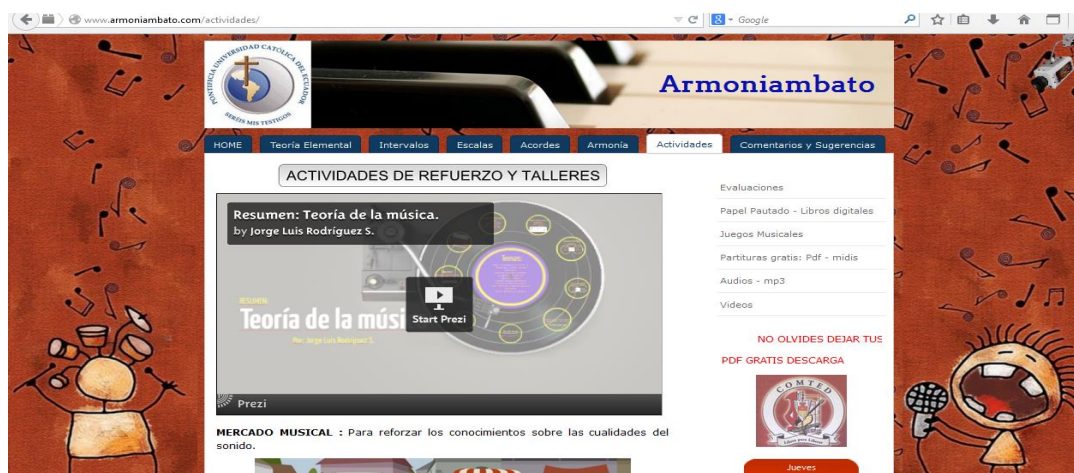 www.armoniambato.com/actividades/
Google
PONTIFICIA UNIVERSIDAD CATÓLICA DEL ECUADOR
SERÉIS MIS TESTIGOS
Armoniambato
HOME Teoría Elemental Intervalos Escalas Acordes Armonía Actividades Comentarios y Sugerencias
ACTIVIDADES DE REFUERZO Y TALLERES
Resumen: Teoría de la música.
by Jorge Luis Rodríguez S.
Temas:
RESUMEN:
Teoría de la músi
Por: Jorge Luis Rodríguez S.
Start Prezi
Prezi
MERCADO MUSICAL : Para reforzar los conocimientos sobre las cualidades del
sonido.
Evaluaciones
Papel Pautado - Libros digitales
Juegos Musicales
Partituras gratis: Pdf - midis
Audios - mp3
Videos
NO OLVIDES DEJAR TUS
PDF GRATIS DESCARGA
COMTED
Jueves